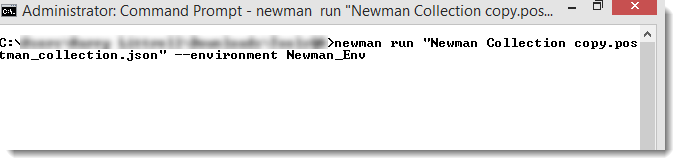 Administrator: Command Prompt - newman run "Newman Collection copy.pos...
C:\>newman run "Newman Collection copy.pos
tman_collection.json" --environment Newman_Env